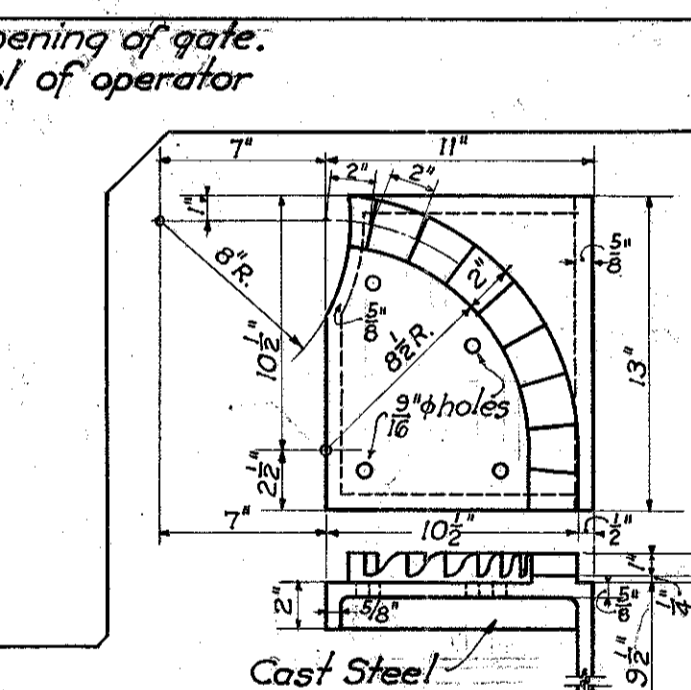 pening of gate.
ol of operator
7" 11"
2" 2"
1"
8"R.
5/8"
5/8"
2"
10 1/2"
8 1/2 R.
13"
9/16"ϕholes
2 1/2"
7" 10 1/2" 1/2"
1"
2" 5/8" 5/8" 1/4"
9 1/2"
Cast Steel